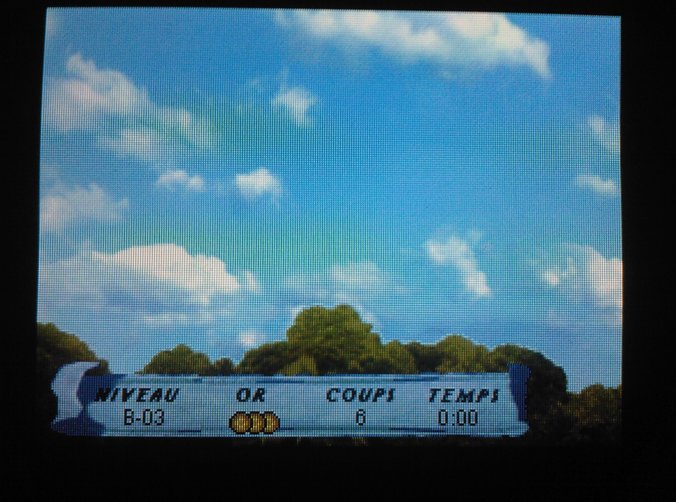 NIVEAU OR COUPS TEMPS
B-03 6 0:00